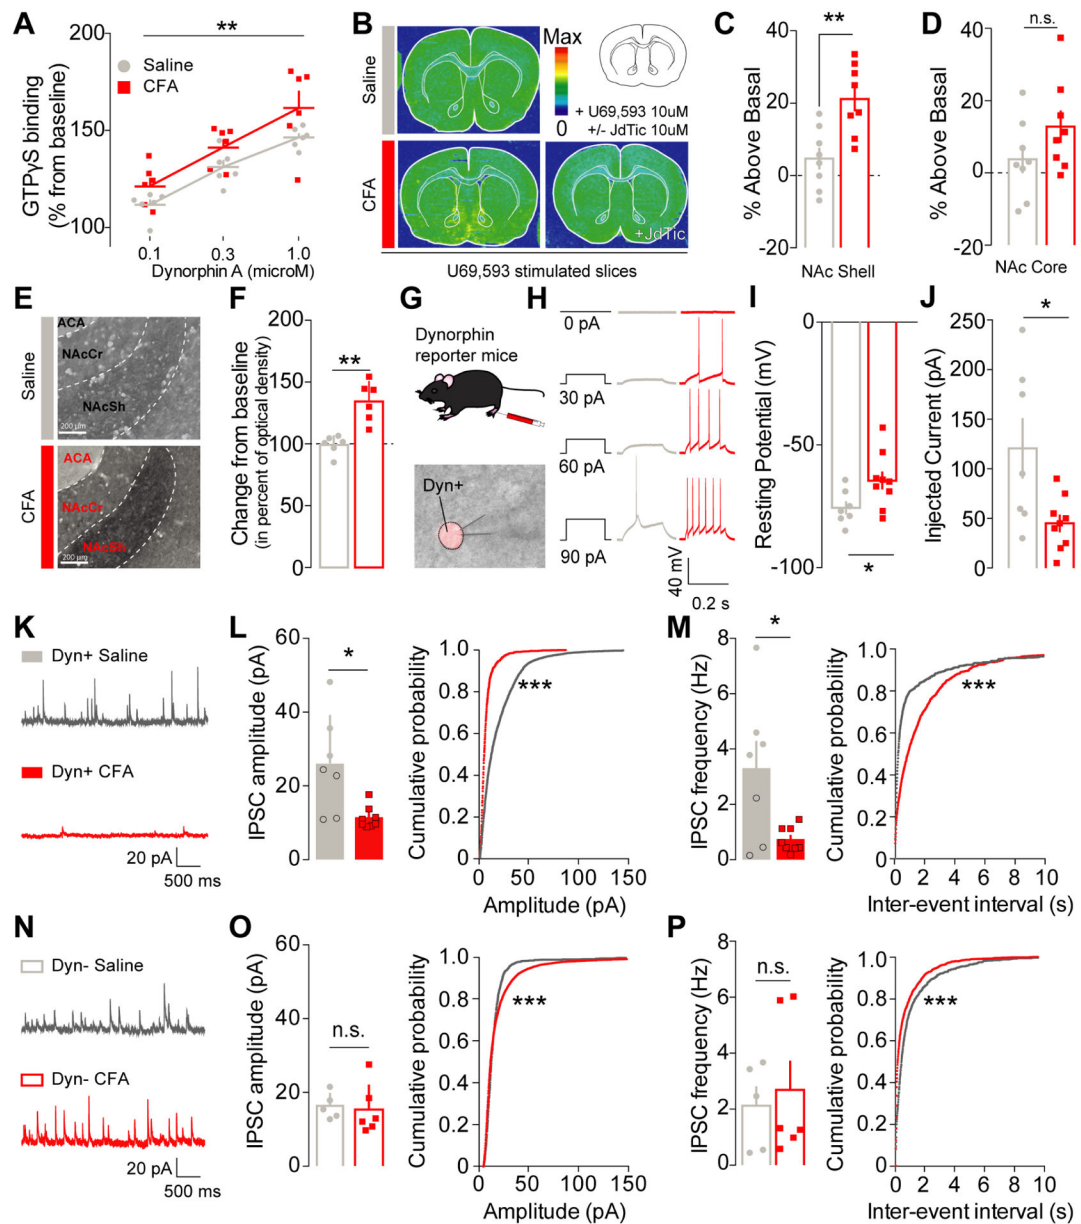 A
GTPγS binding
(% from baseline)
200
150
100
**
Saline
CFA
0.1
0.3
1.0
Dynorphin A (microM)
B
Saline
CFA
Max
0
+ U69,593 10uM
+/- JdTic 10uM
+JdTic
U69,593 stimulated slices
C
% Above Basal
40
20
0
-20
**
NAc Shell
D
% Above Basal
40
20
0
-20
n.s.
NAc Core
E
Saline
CFA
ACA
NAcCr
NAcSh
200 µm
ACA
NAcCr
NAcSh
200 µm
F
Change from baseline
(in percent of optical density)
200
150
100
50
0
**
G
Dynorphin
reporter mice
Dyn+
H
0 pA
30 pA
60 pA
90 pA
40 mV
0.2 s
I
Resting Potential (mV)
0
-50
-100
*
J
Injected Current (pA)
250
200
150
100
50
0
*
K
Dyn+ Saline
Dyn+ CFA
20 pA
500 ms
L
IPSC amplitude (pA)
60
40
20
0
*
Cumulative probability
1.0
0.8
0.6
0.4
0.2
0
***
0 50 100 150
Amplitude (pA)
M
IPSC frequency (Hz)
8
6
4
2
0
*
Cumulative probability
1.0
0.8
0.6
0.4
0.2
0
***
0 2 4 6 8 10
Inter-event interval (s)
N
Dyn- Saline
Dyn- CFA
20 pA
500 ms
O
IPSC amplitude (pA)
60
40
20
0
n.s.
Cumulative probability
1.0
0.8
0.6
0.4
0.2
0
***
0 50 100 150
Amplitude (pA)
P
IPSC frequency (Hz)
8
6
4
2
0
n.s.
Cumulative probability
1.0
0.8
0.6
0.4
0.2
0
***
0 2 4 6 8 10
Inter-event interval (s)